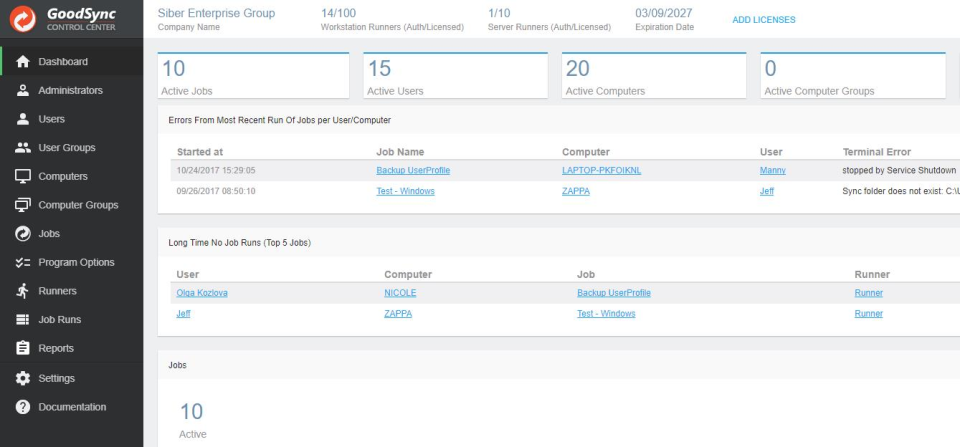 GoodSync
CONTROL CENTER
Siber Enterprise Group
Company Name
14/100
Workstation Runners (Auth/Licensed)
1/10
Server Runners (Auth/Licensed)
03/09/2027
Expiration Date
ADD LICENSES
Dashboard
Administrators
Users
User Groups
Computers
Computer Groups
Jobs
Program Options
Runners
Job Runs
Reports
Settings
Documentation
10
Active Jobs
15
Active Users
20
Active Computers
0
Active Computer Groups
Errors From Most Recent Run Of Jobs per User/Computer
Started at Job Name Computer User Terminal Error
10/24/2017 15:29:05 Backup UserProfile LAPTOP-PKFOIKNL Manny stopped by Service Shutdown
09/26/2017 08:50:10 Test - Windows ZAPPA Jeff Sync folder does not exist: C:\U
Long Time No Job Runs (Top 5 Jobs)
User Computer Job Runner
Olga Kozlova NICOLE Backup UserProfile Runner
Jeff ZAPPA Test - Windows Runner
Jobs
10
Active